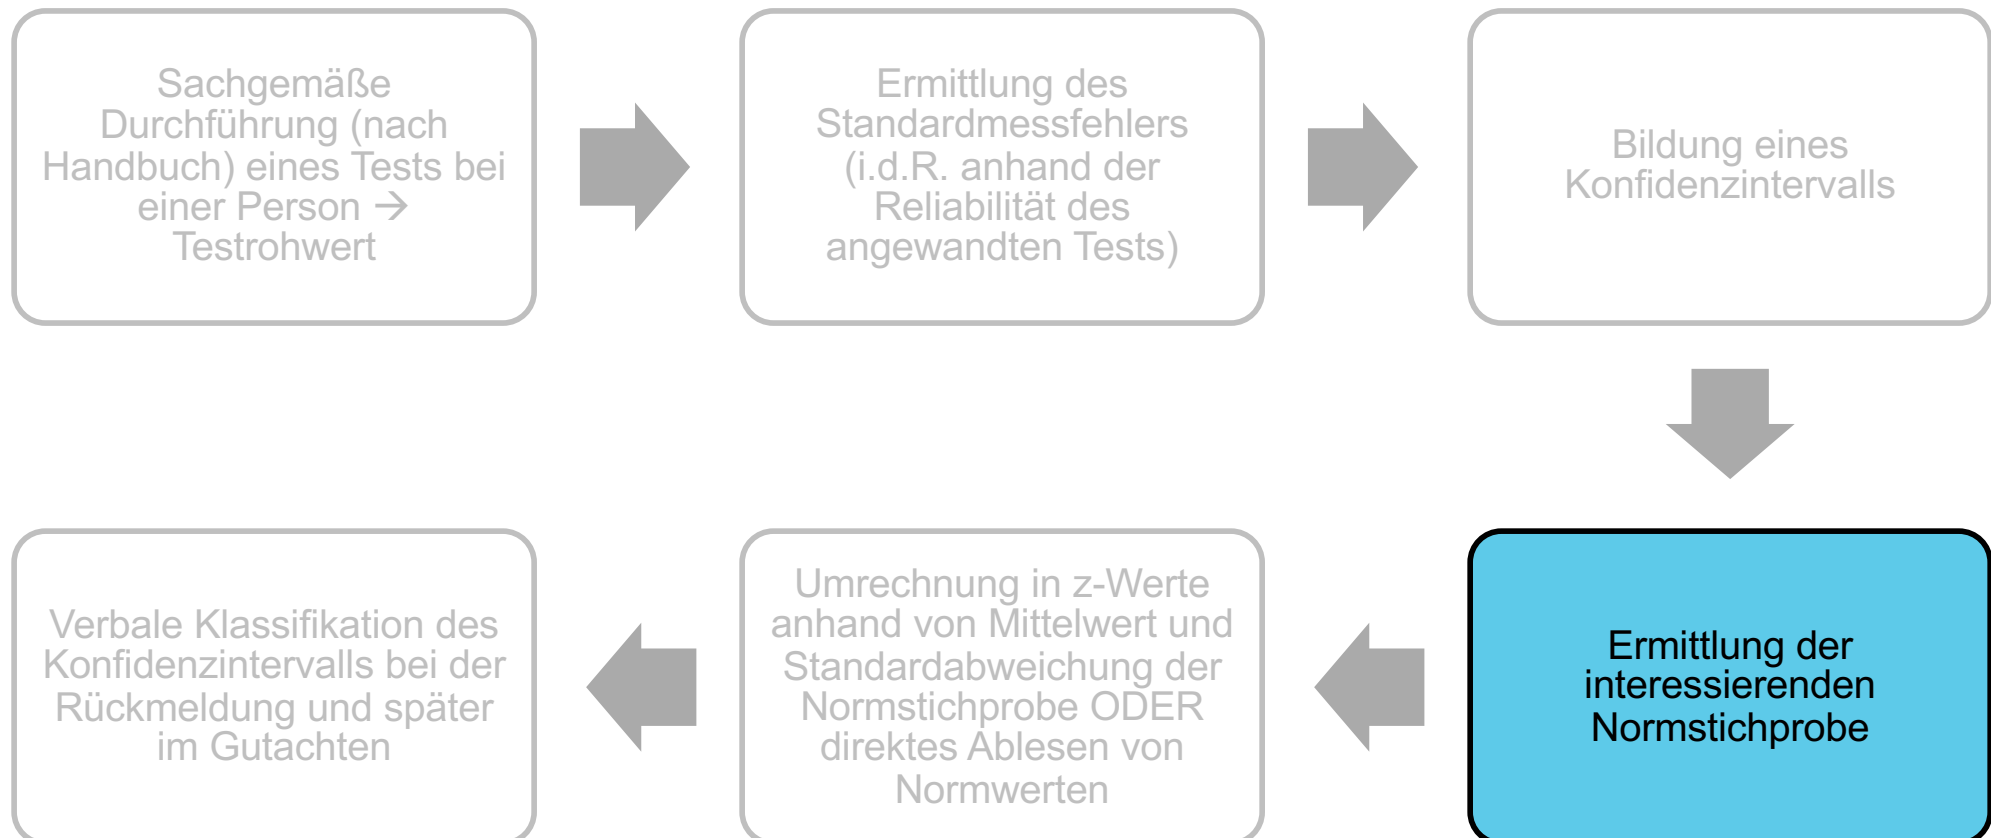 Sachgemäße
Durchführung (nach
Handbuch) eines Tests bei
einer Person →
Testrohwert
Ermittlung des
Standardmessfehlers
(i.d.R. anhand der
Reliabilität des
angewandten Tests)
Bildung eines
Konfidenzintervalls
Ermittlung der
interessierenden
Normstichprobe
Umrechnung in z-Werte
anhand von Mittelwert und
Standardabweichung der
Normstichprobe ODER
direktes Ablesen von
Normwerten
Verbale Klassifikation des
Konfidenzintervalls bei der
Rückmeldung und später
im Gutachten